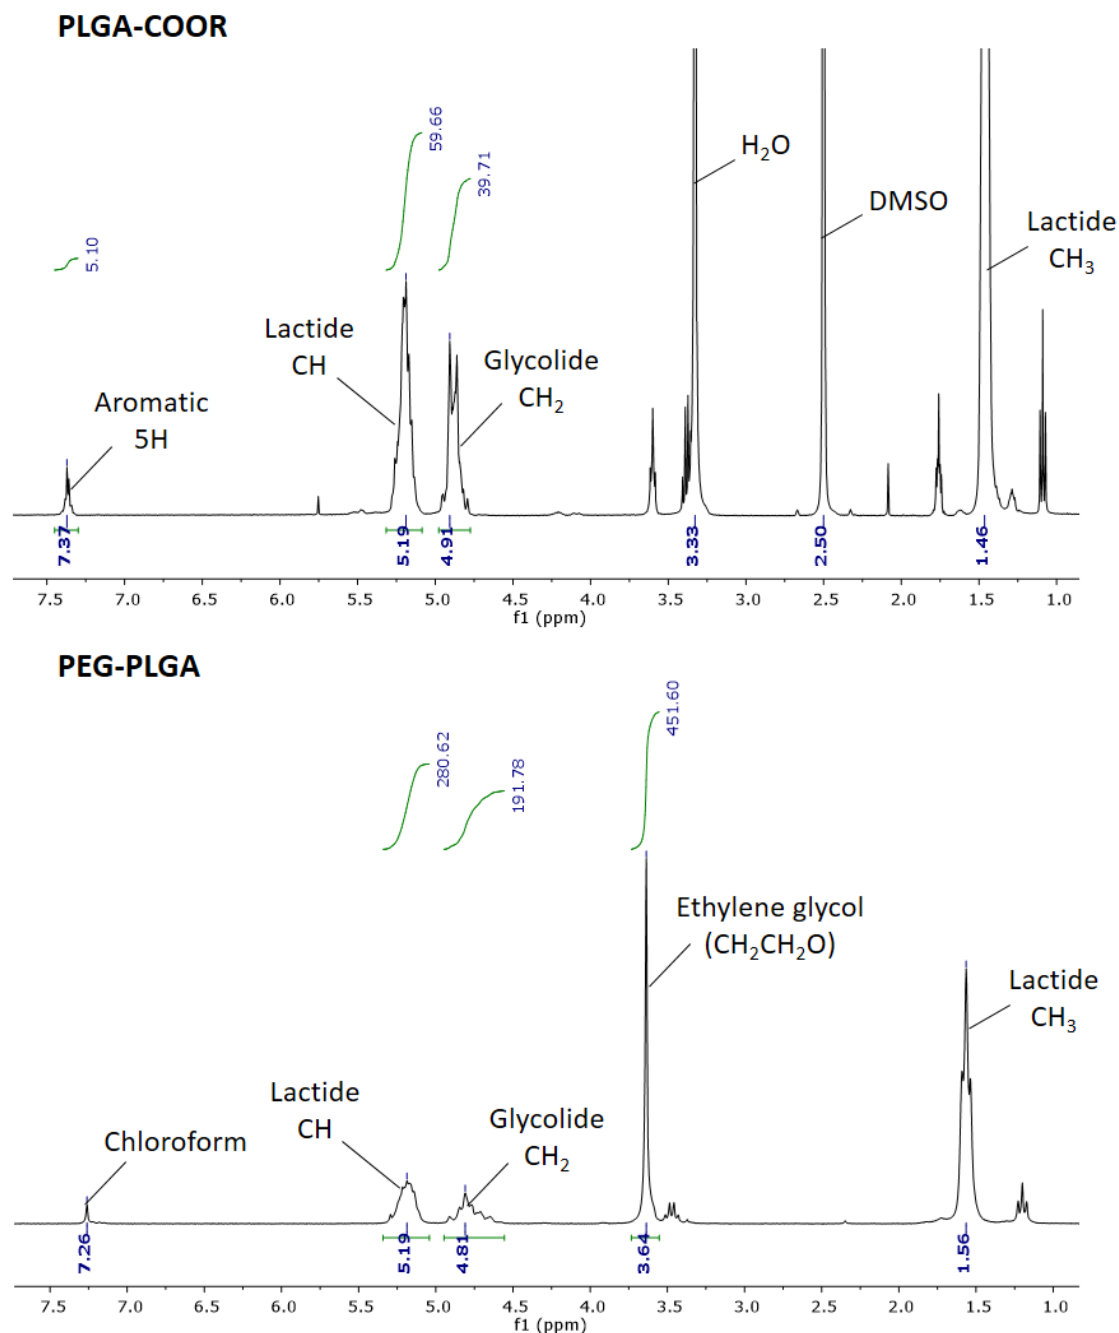 PLGA-COOR
59.66
39.71
5.10
H₂O
DMSO
Lactide
CH₃
Lactide
CH
Glycolide
CH₂
Aromatic
5H
7.37
5.19
4.91
3.33
2.50
1.46
7.5 7.0 6.5 6.0 5.5 5.0 4.5 4.0 3.5 3.0 2.5 2.0 1.5 1.0
f1 (ppm)
PEG-PLGA
451.60
280.62
191.78
Ethylene glycol
(CH₂CH₂O)
Lactide
CH₃
Lactide
CH
Glycolide
CH₂
Chloroform
7.26
5.19
4.81
3.64
1.56
7.5 7.0 6.5 6.0 5.5 5.0 4.5 4.0 3.5 3.0 2.5 2.0 1.5 1.0
f1 (ppm)